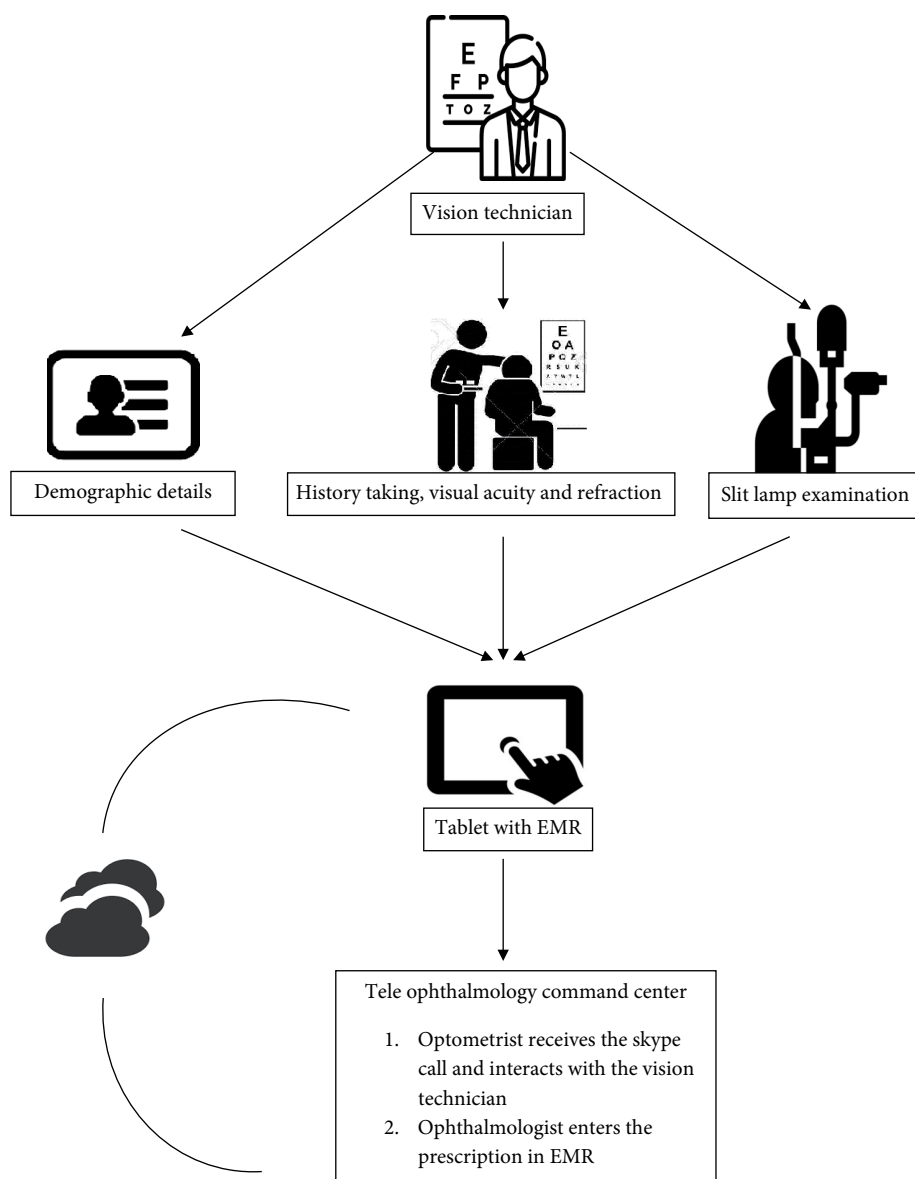 E
F P
T O Z
Vision technician
E
O A
P O Z
R S U K
Demographic details
History taking, visual acuity and refraction
Slit lamp examination
Tablet with EMR
Tele ophthalmology command center
1. Optometrist receives the skype
call and interacts with the vision
technician
2. Ophthalmologist enters the
prescription in EMR